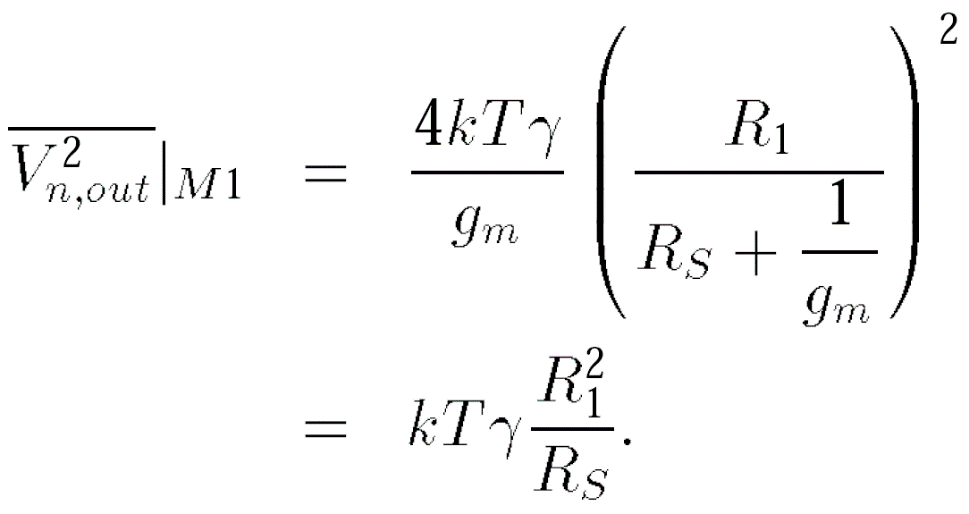 $\overline{V_{n,out}^2}|_{M1} = \frac{4kT\gamma}{g_m} \left( \frac{R_1}{R_S + \frac{1}{g_m}} \right)^2$
$= kT\gamma \frac{R_1^2}{R_S}.$